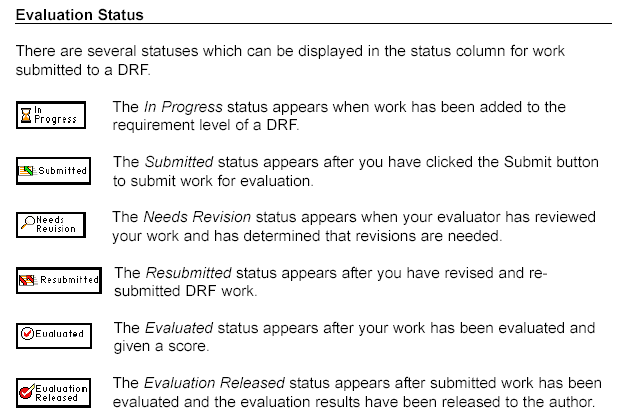 Evaluation Status
There are several statuses which can be displayed in the status column for work
submitted to a DRF.
In
Progress
The In Progress status appears when work has been added to the
requirement level of a DRF.
Submitted
The Submitted status appears after you have clicked the Submit button
to submit work for evaluation.
Needs
Revision
The Needs Revision status appears when your evaluator has reviewed
your work and has determined that revisions are needed.
Resubmitted
The Resubmitted status appears after you have revised and re-
submitted DRF work.
Evaluated
The Evaluated status appears after your work has been evaluated and
given a score.
Evaluation
Released
The Evaluation Released status appears after submitted work has been
evaluated and the evaluation results have been released to the author.